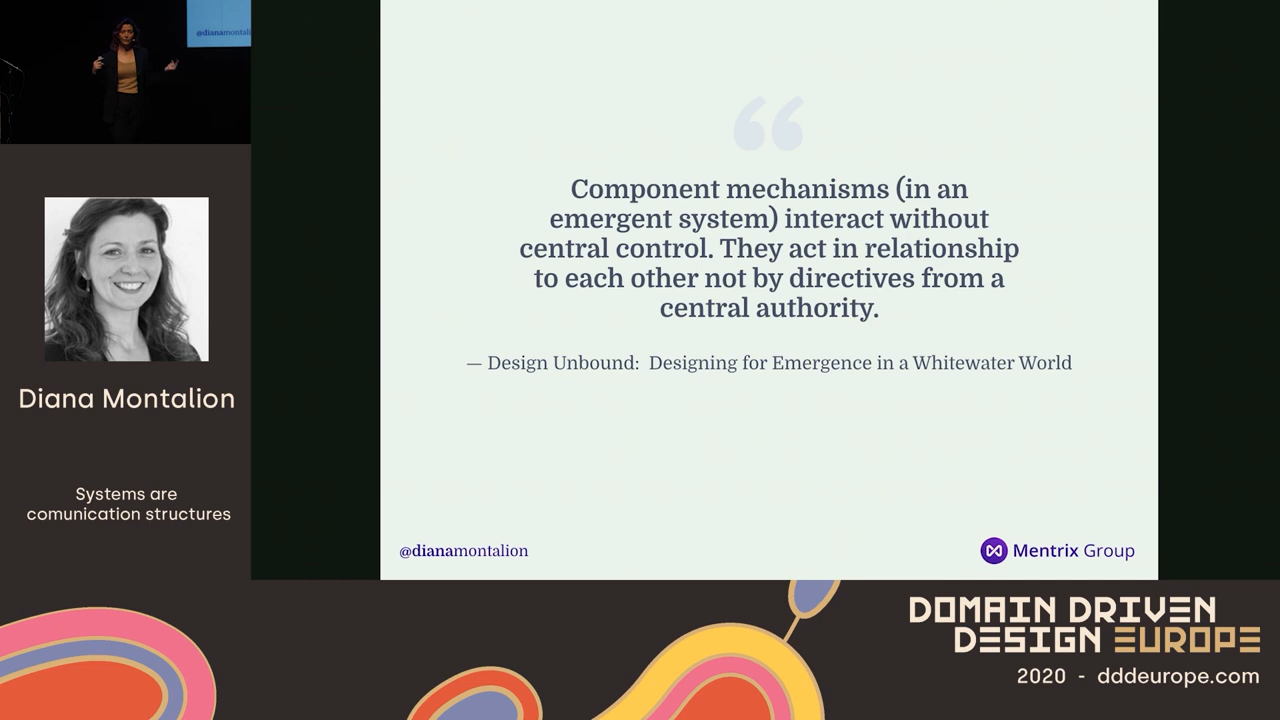 @dianamontali
Component mechanisms (in an
emergent system) interact without
central control. They act in relationship
to each other not by directives from a
central authority.
— Design Unbound: Designing for Emergence in a Whitewater World
@dianamontalion
Mentrix Group
Diana Montalion
Systems are
comunication structures
DOMAIN DRIVEN
DESIGN EUROPE
2020 - dddeurope.com